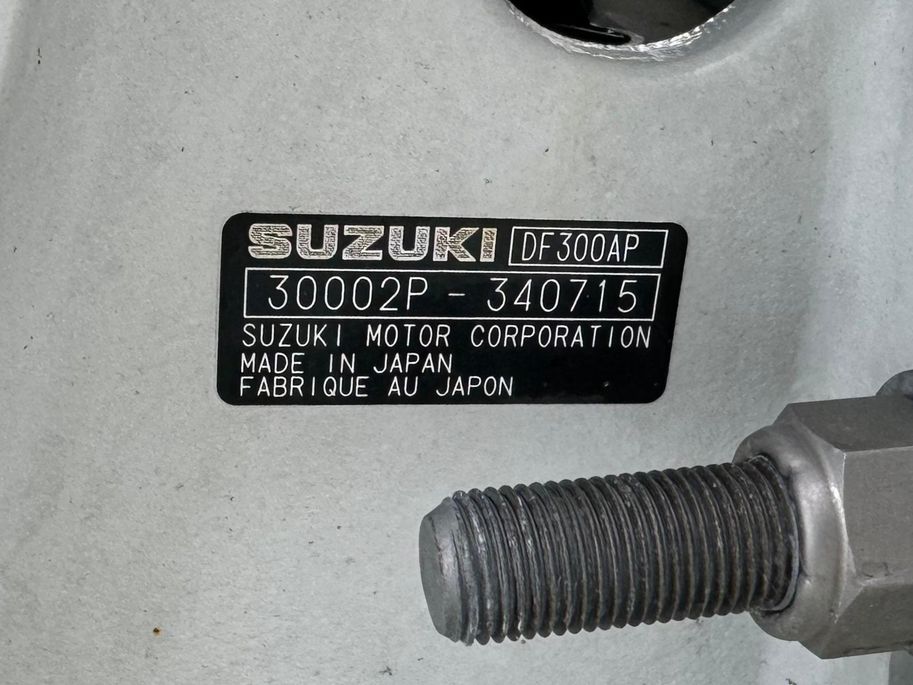 SUZUKI DF300AP
30002P - 340715
SUZUKI MOTOR CORPORATION
MADE IN JAPAN
FABRIQUE AU JAPON